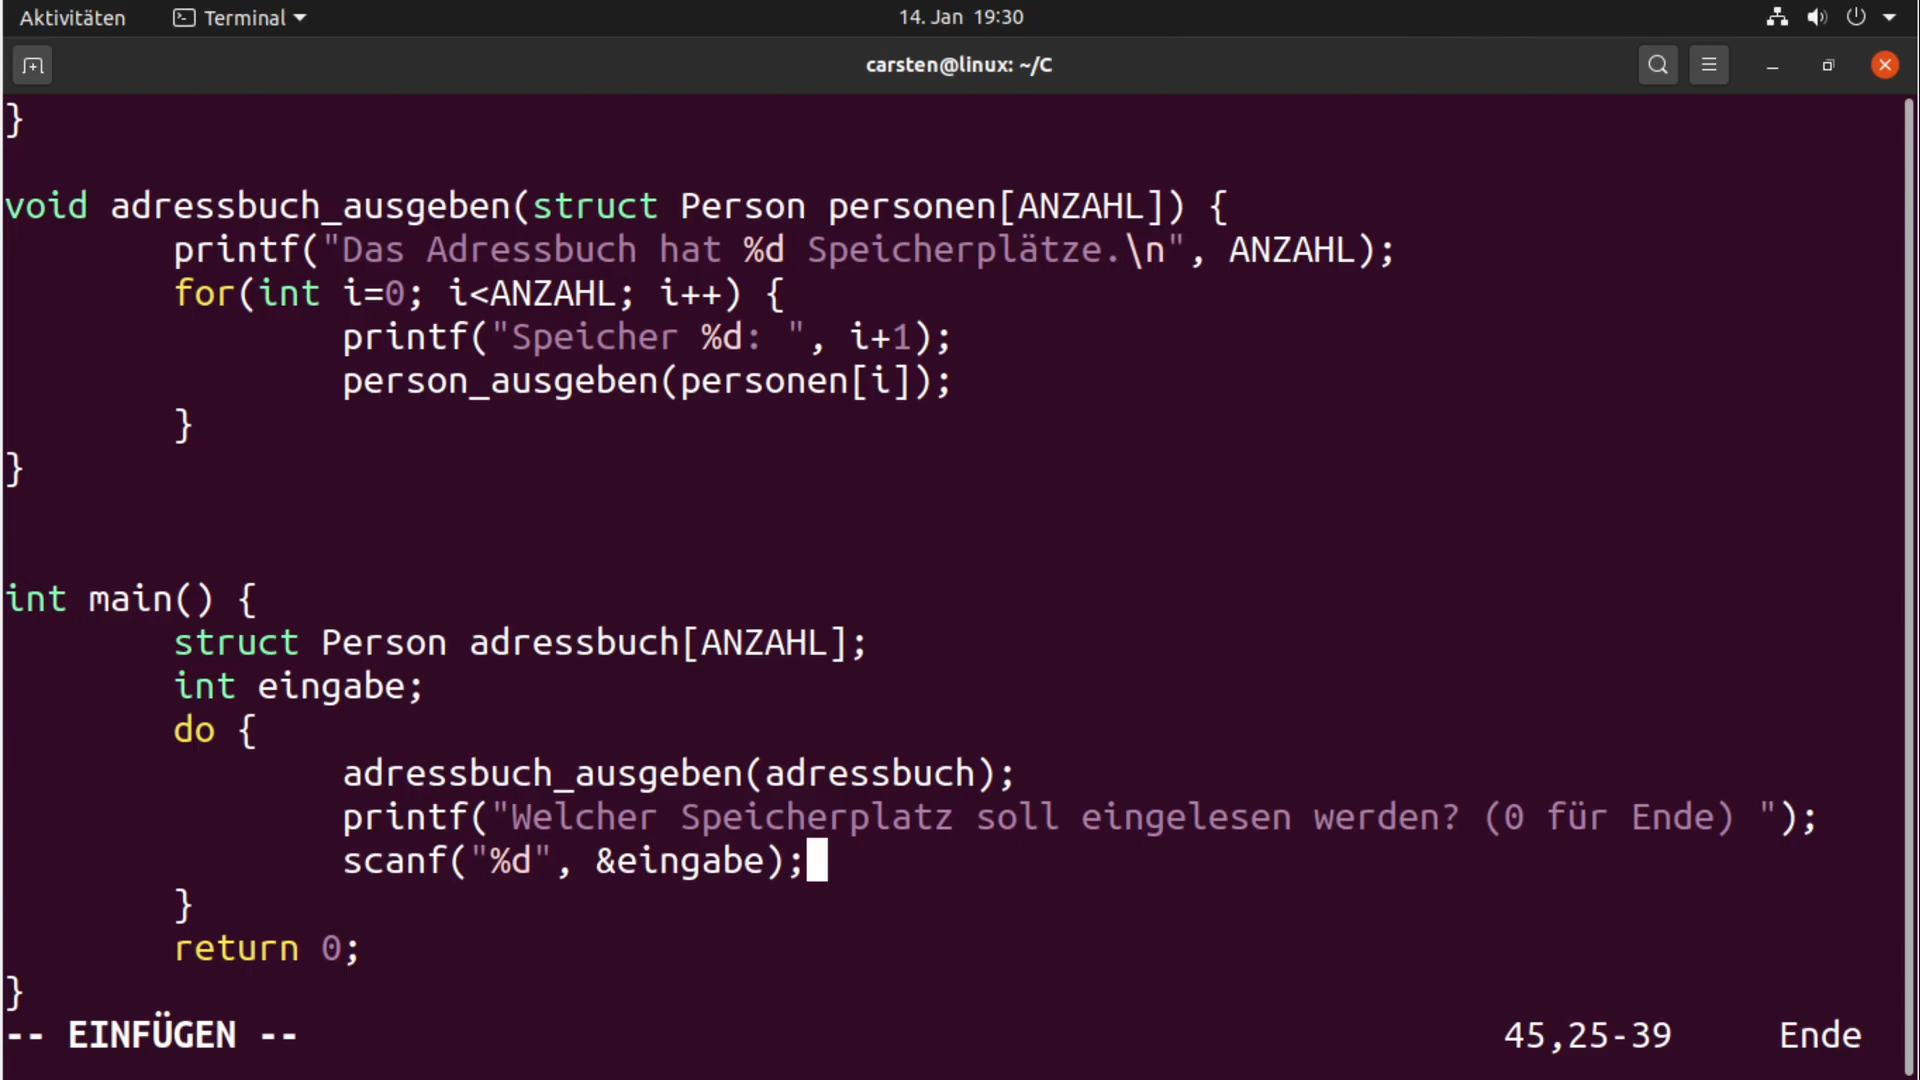 Aktivitäten Terminal 14. Jan 19:30
carsten@linux: ~/C
}
void adressbuch_ausgeben(struct Person personen[ANZAHL]) {
printf("Das Adressbuch hat %d Speicherplätze.\n", ANZAHL);
for(int i=0; i<ANZAHL; i++) {
printf("Speicher %d: ", i+1);
person_ausgeben(personen[i]);
}
}
int main() {
struct Person adressbuch[ANZAHL];
int eingabe;
do {
adressbuch_ausgeben(adressbuch);
printf("Welcher Speicherplatz soll eingelesen werden? (0 für Ende) ");
scanf("%d", &eingabe);
}
return 0;
}
-- EINFÜGEN -- 45,25-39 Ende